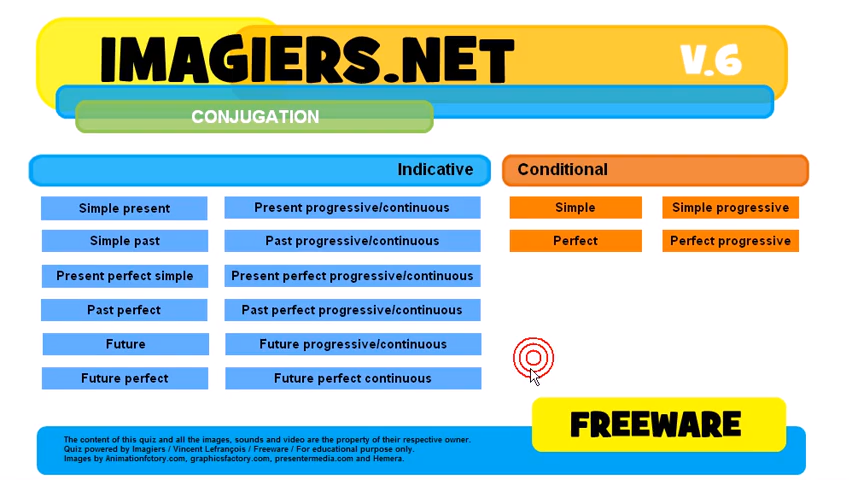 IMAGIERS.NET
V.6
CONJUGATION
Indicative
Conditional
Simple present
Present progressive/continuous
Simple
Simple progressive
Simple past
Past progressive/continuous
Perfect
Perfect progressive
Present perfect simple
Present perfect progressive/continuous
Past perfect
Past perfect progressive/continuous
Future
Future progressive/continuous
Future perfect
Future perfect continuous
FREEWARE
The content of this quiz and all the images, sounds and video are the property of their respective owner.
Quiz powered by Imagiers / Vincent Lefrançois / Freeware / For educational purpose only.
Images by Animationfotory.com, graphicsfactory.com, presentermedia.com and Hemera.